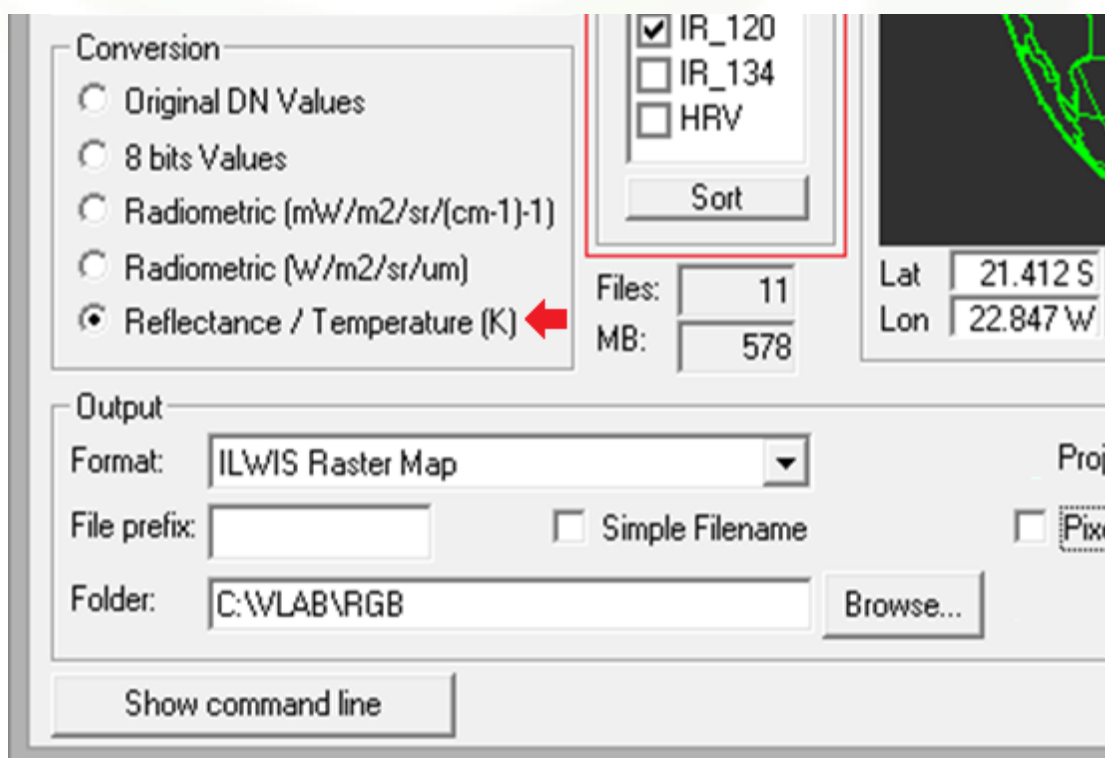 IR_120
Conversion
IR_134
Original DN Values
HRV
8 bits Values
Sort
Radiometric (mW/m2/sr/(cm-1)-1)
Radiometric (W/m2/sr/um)
Reflectance / Temperature (K)
Files: 11
MB: 578
Lat 21.412 S
Lon 22.847 W
Output
Format: ILWIS Raster Map
Proj
File prefix:
Simple Filename
Pixe
Folder: C:\VLAB\RGB
Browse...
Show command line